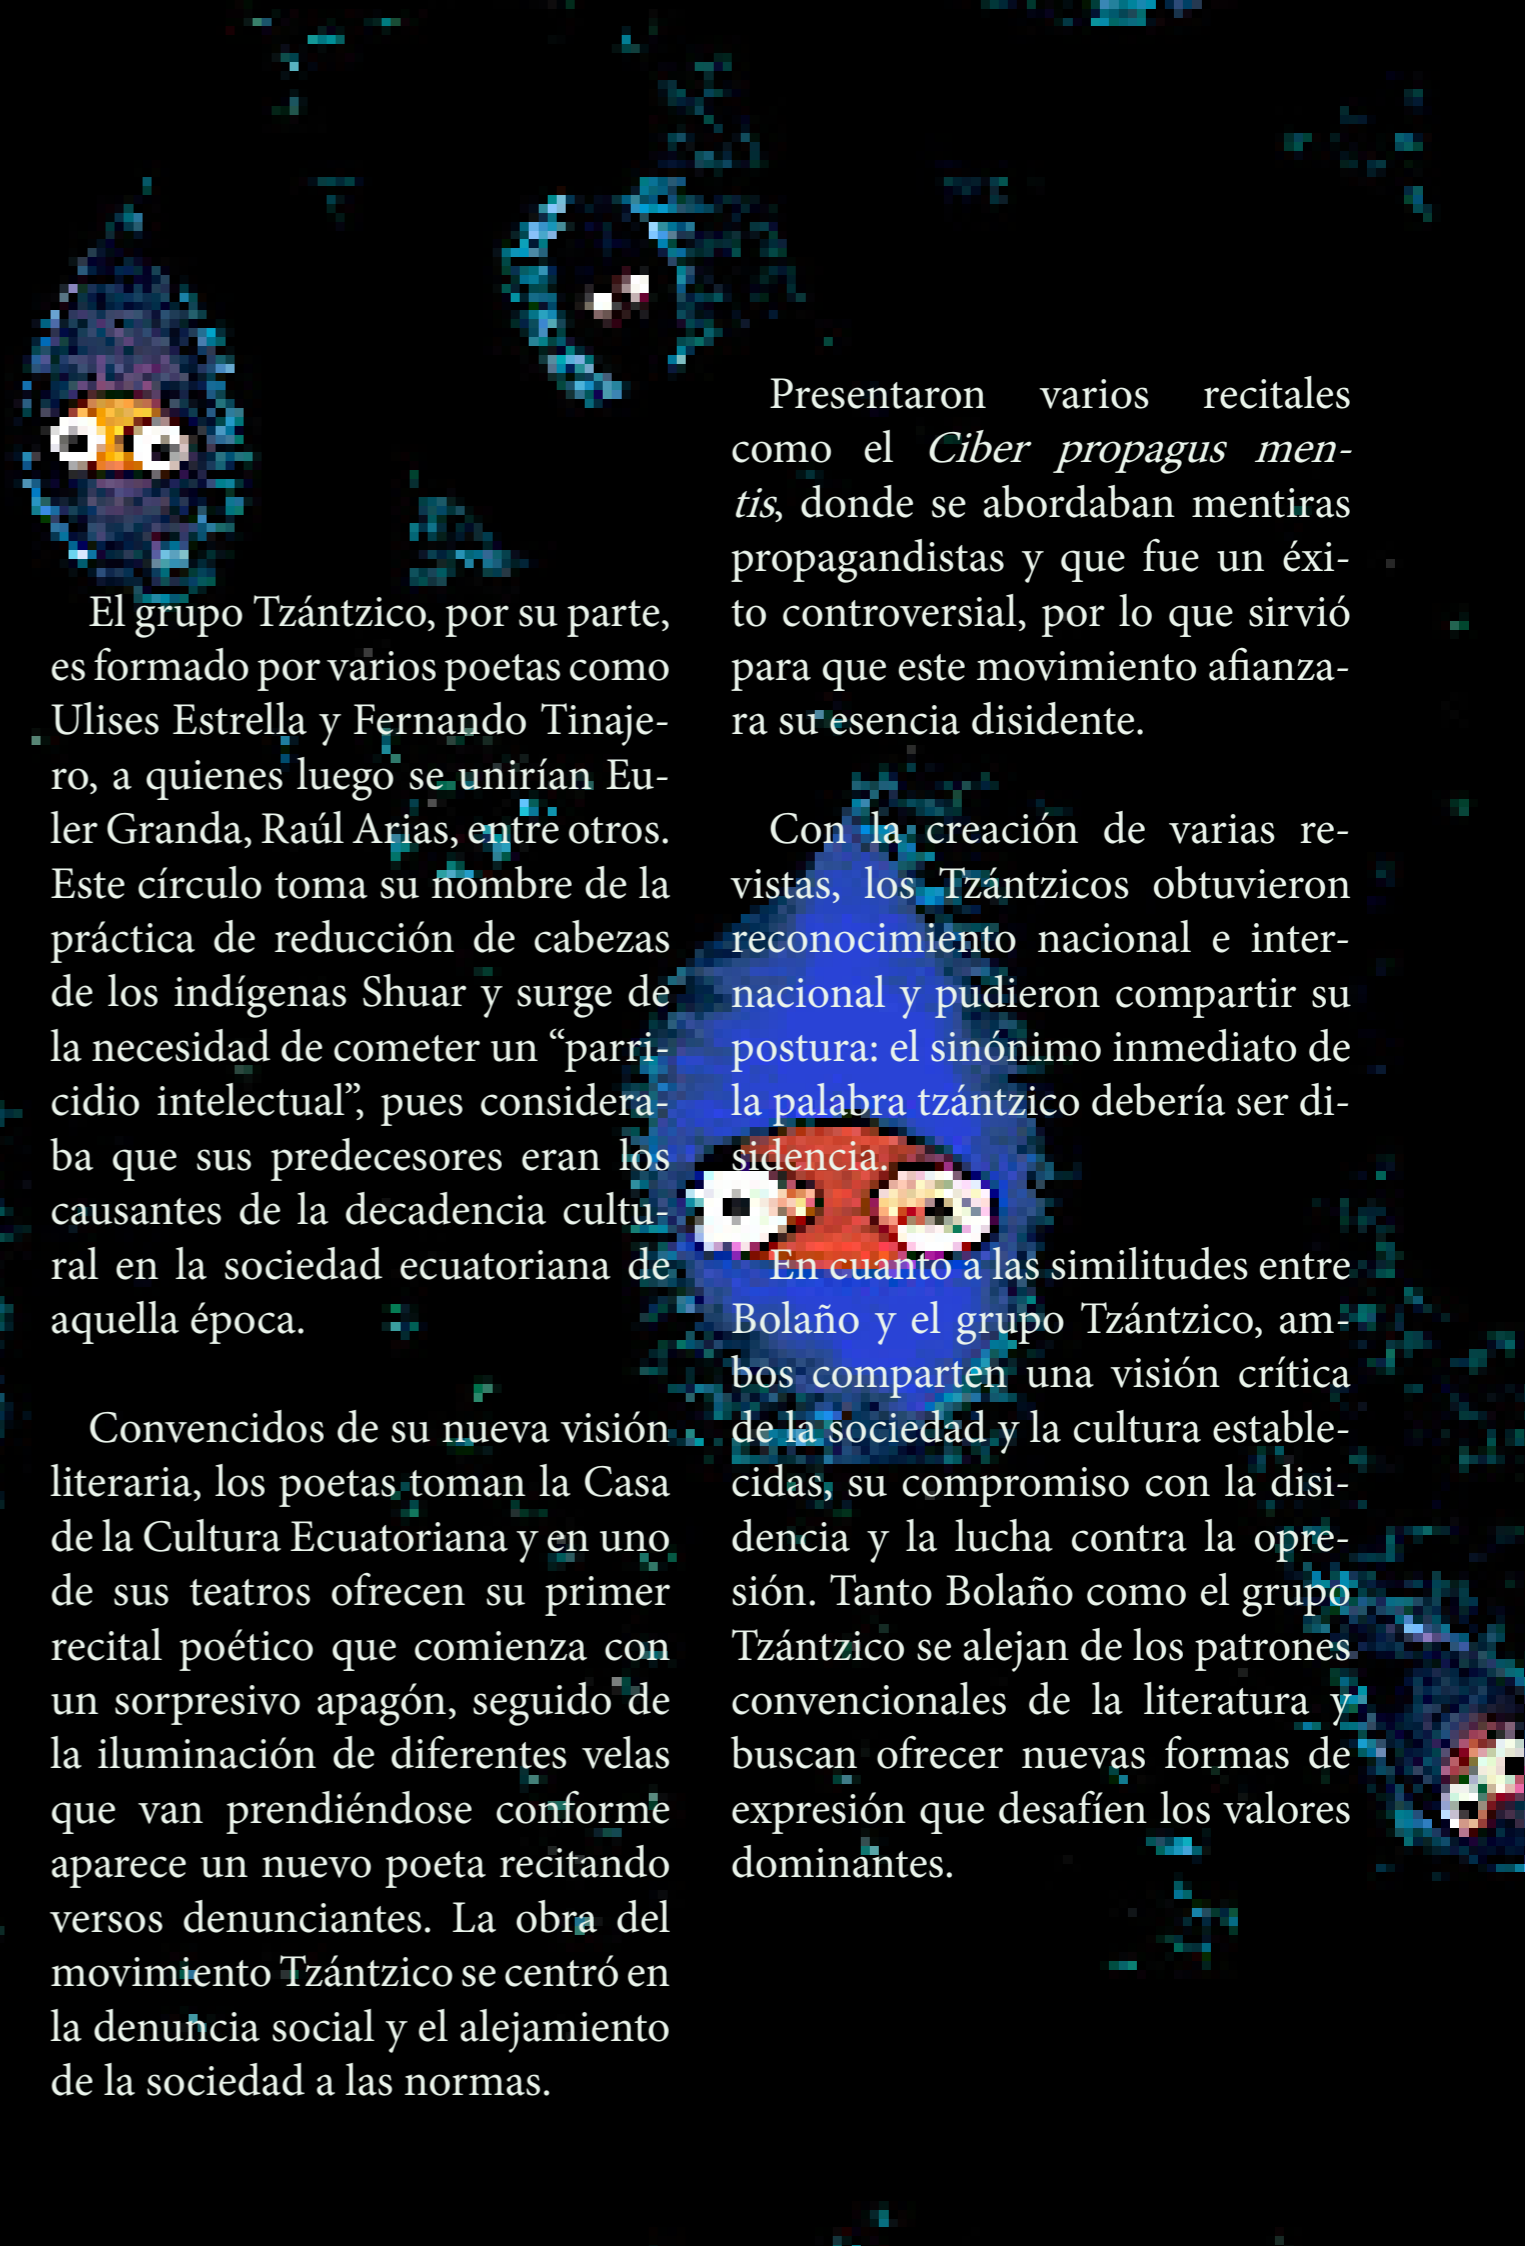 El grupo Tzántzico, por su parte,
es formado por varios poetas como
Ulises Estrella y Fernando Tinaje-
ro, a quienes luego se unirían Eu-
ler Granda, Raúl Arias, entre otros.
Este círculo toma su nombre de la
práctica de reducción de cabezas
de los indígenas Shuar y surge de
la necesidad de cometer un “parri-
cidio intelectual”, pues considera-
ba que sus predecesores eran los
causantes de la decadencia cultu-
ral en la sociedad ecuatoriana de
aquella época.
Convencidos de su nueva visión
literaria, los poetas toman la Casa
de la Cultura Ecuatoriana y en uno
de sus teatros ofrecen su primer
recital poético que comienza con
un sorpresivo apagón, seguido de
la iluminación de diferentes velas
que van prendiéndose conforme
aparece un nuevo poeta recitando
versos denunciantes. La obra del
movimiento Tzántzico se centró en
la denuncia social y el alejamiento
de la sociedad a las normas.
Presentaron varios recitales
como el Ciber propagus men-
tis, donde se abordaban mentiras
propagandistas y que fue un éxi-
to controversial, por lo que sirvió
para que este movimiento afianza-
ra su esencia disidente.
Con la creación de varias re-
vistas, los Tzántzicos obtuvieron
reconocimiento nacional e inter-
nacional y pudieron compartir su
postura: el sinónimo inmediato de
la palabra tzántzico debería ser di-
sidencia.
En cuanto a las similitudes entre
Bolaño y el grupo Tzántzico, am-
bos comparten una visión crítica
de la sociedad y la cultura estable-
cidas, su compromiso con la disi-
dencia y la lucha contra la opre-
sión. Tanto Bolaño como el grupo
Tzántzico se alejan de los patrones
convencionales de la literatura y
buscan ofrecer nuevas formas de
expresión que desafíen los valores
dominantes.